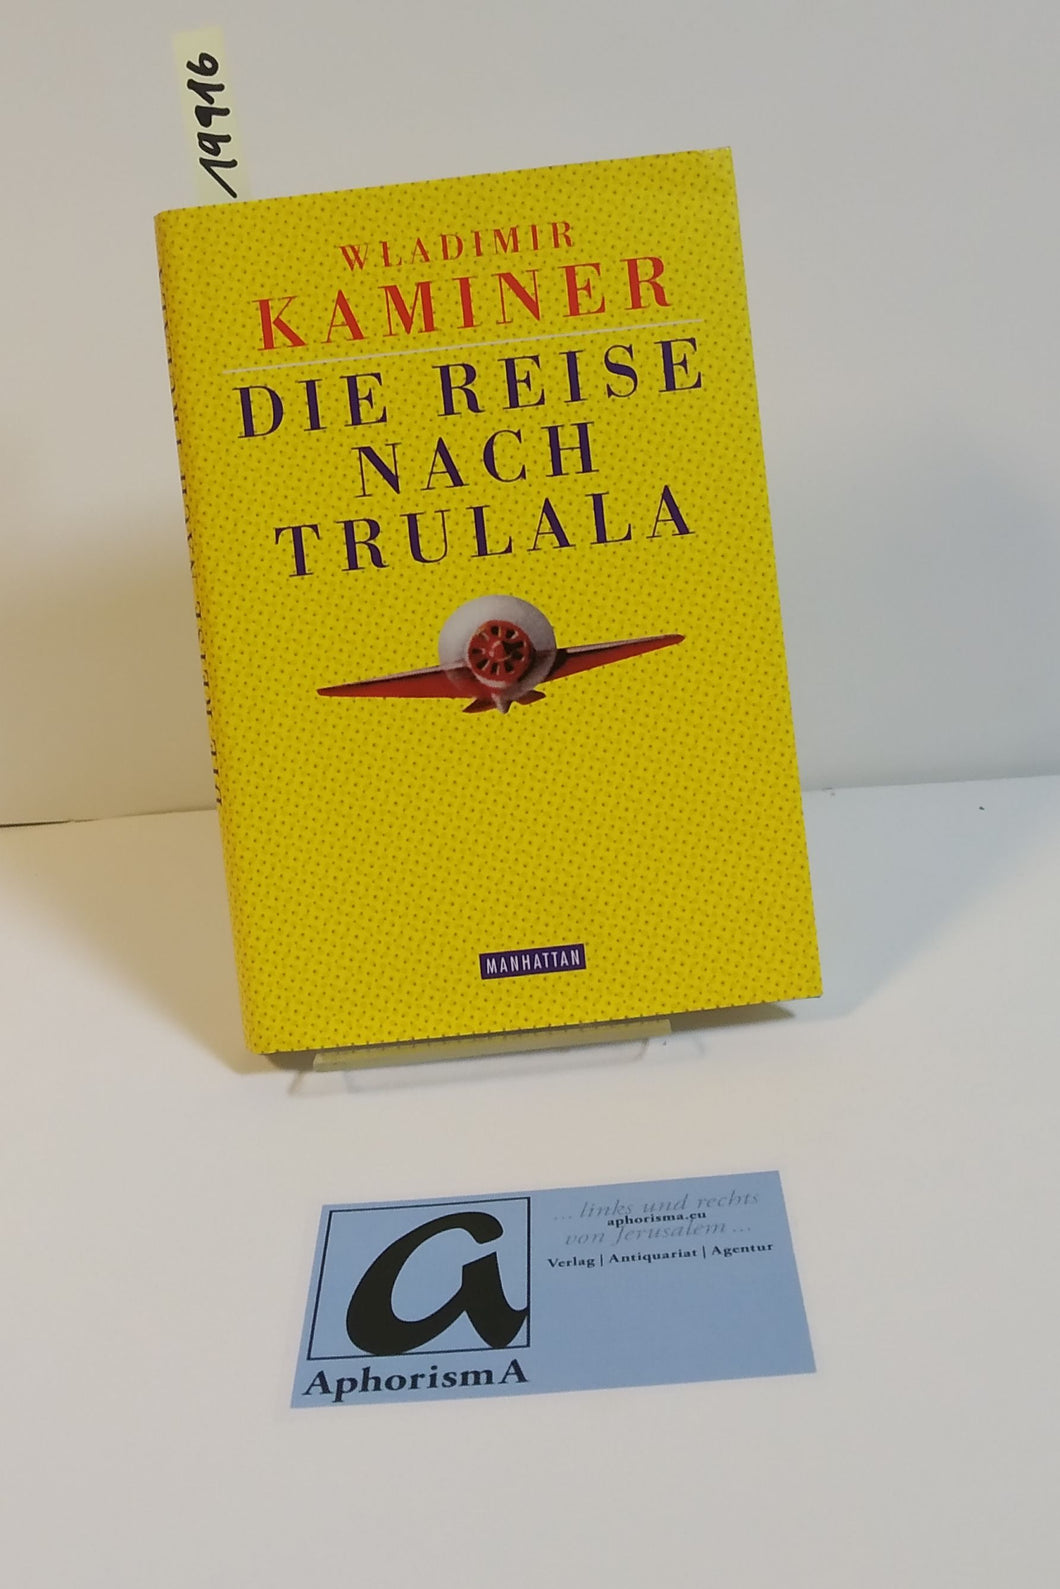 19916
WLADIMIR
KAMINER
DIE REISE
NACH
TRULALA
MANHATTAN
... links und rechts
aphorisma.eu
von Jerusalem ...
Verlag | Antiquariat | Agentur
a
AphorismA